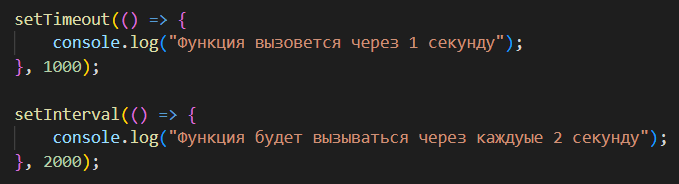 setTimeout(() => {
    console.log("Функция вызовется через 1 секунду");
}, 1000);

setInterval(() => {
    console.log("Функция будет вызываться через каждуые 2 секунду");
}, 2000);